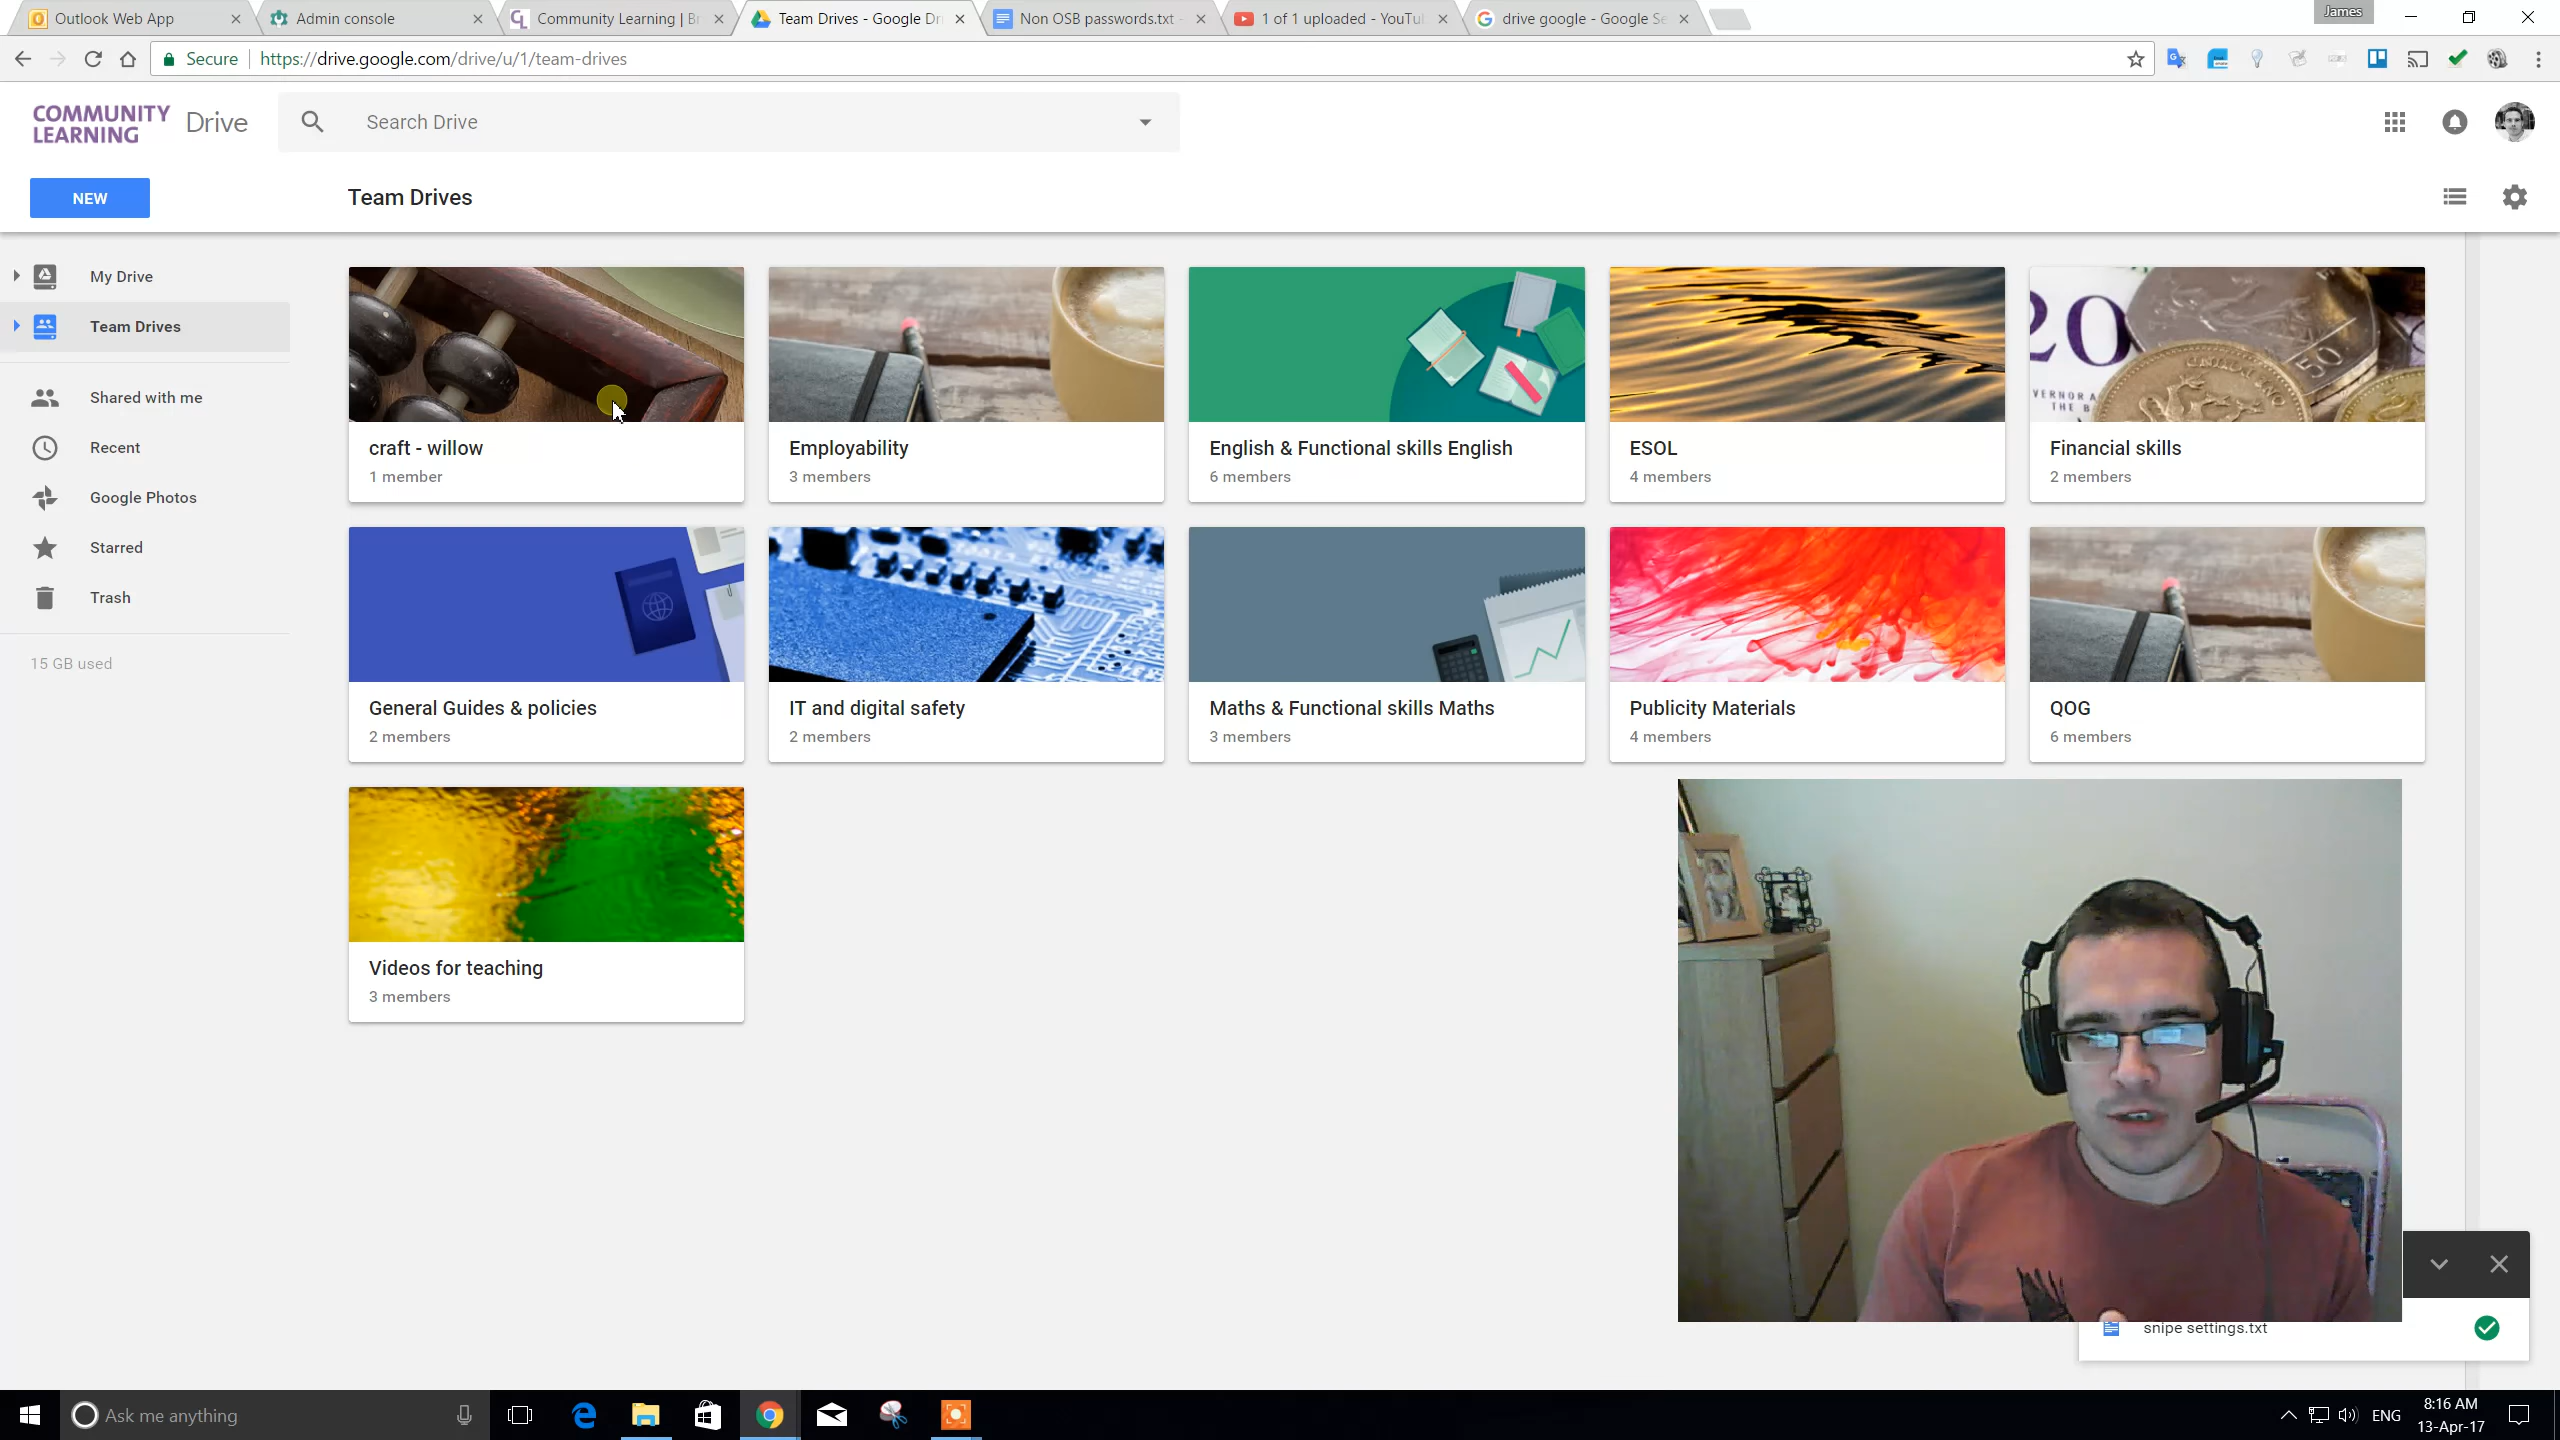 Outlook Web App
Admin console
Community Learning | Br
Team Drives - Google Dri
Non OSB passwords.txt -
1 of 1 uploaded - YouTu
drive google - Google Se
James
Secure
https://drive.google.com/drive/u/1/team-drives
COMMUNITY
LEARNING
Drive
Search Drive
NEW
Team Drives
My Drive
Team Drives
Shared with me
Recent
Google Photos
Starred
Trash
15 GB used
craft - willow
1 member
Employability
3 members
English & Functional skills English
6 members
ESOL
4 members
20
50
VERNOR A
THE B
Financial skills
2 members
General Guides & policies
2 members
IT and digital safety
2 members
Maths & Functional skills Maths
3 members
Publicity Materials
4 members
QOG
6 members
Videos for teaching
3 members
snipe settings.txt
Ask me anything
ENG
8:16 AM
13-Apr-17